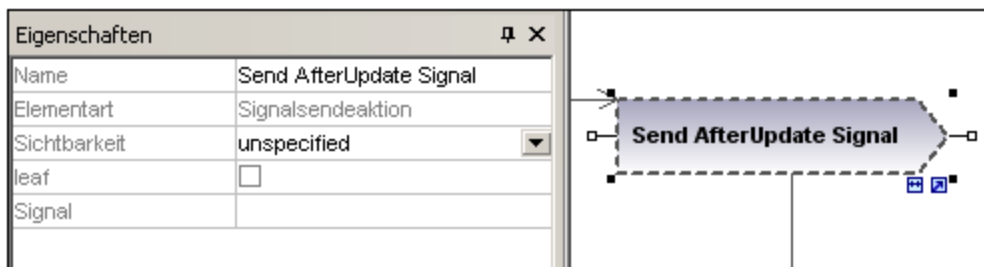 Eigenschaften
Name Send AfterUpdate Signal
Elementart Signalsendeaktion
Sichtbarkeit unspecified
leaf
Signal
Send AfterUpdate Signal